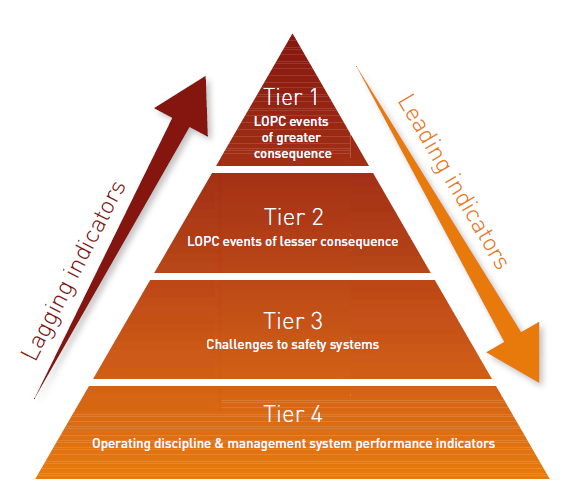 Tier 1
LOPC events
of greater
consequence
Tier 2
LOPC events of lesser consequence
Tier 3
Challenges to safety systems
Tier 4
Operating discipline & management system performance indicators
Lagging indicators
Leading indicators